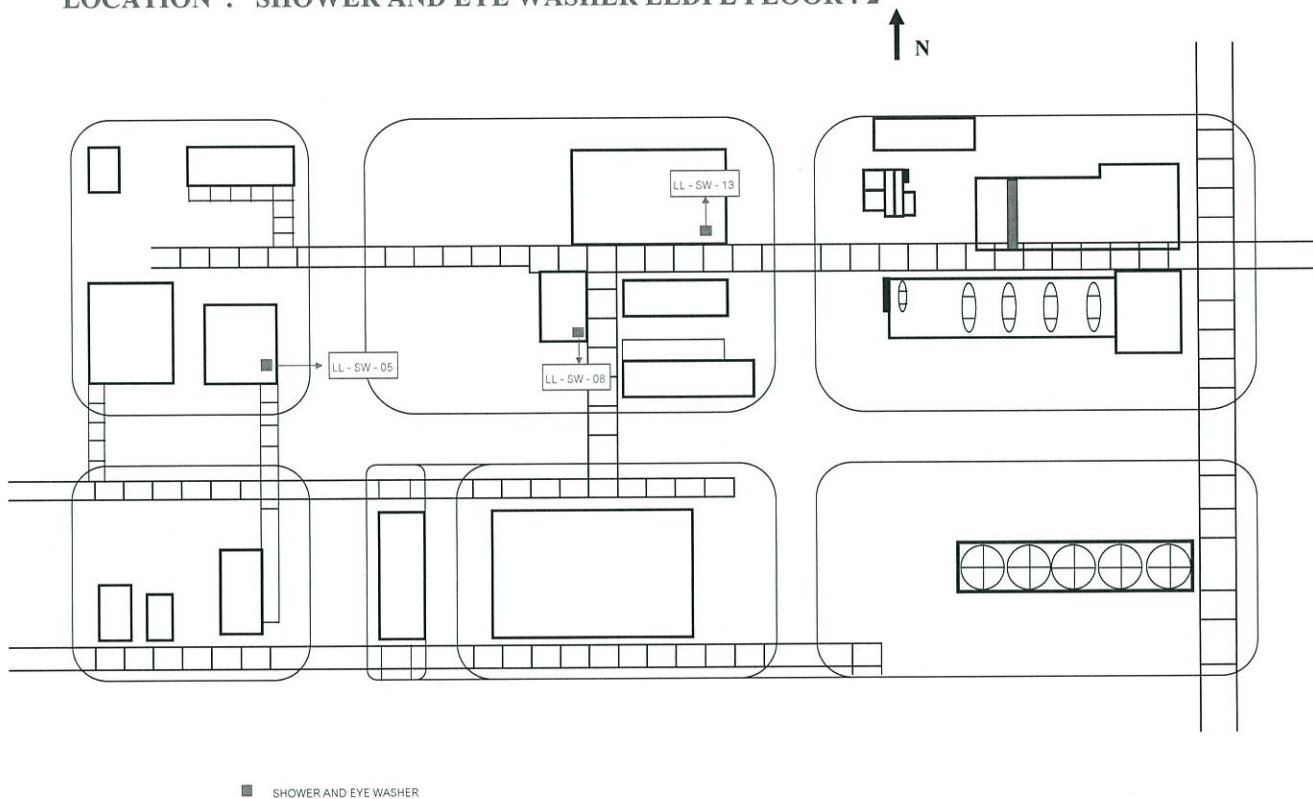 LOCATION : SHOWER AND EYE WASHER LLDPE FLOOR : 2
N
LL - SW - 13
LL - SW - 05
LL - SW - 08
SHOWER AND EYE WASHER